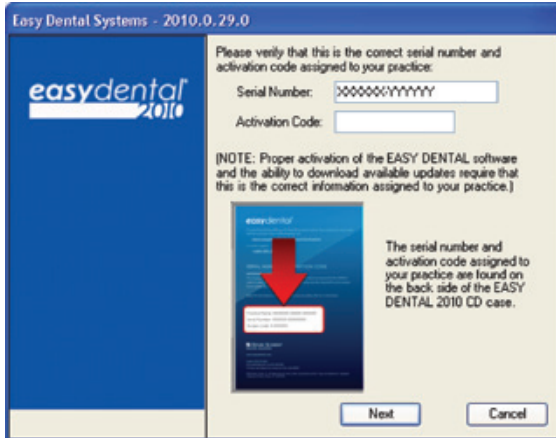 Easy Dental Systems - 2010.0.29.0
easydental
2010
Please verify that this is the correct serial number and
activation code assigned to your practice:
Serial Number: XXXXXX-YYYYYY
Activation Code:
(NOTE: Proper activation of the EASY DENTAL software
and the ability to download available updates require that
this is the correct information assigned to your practice.)
easydental
The serial number and
activation code assigned to
your practice are found on
the back side of the EASY
DENTAL 2010 CD case.
Next
Cancel